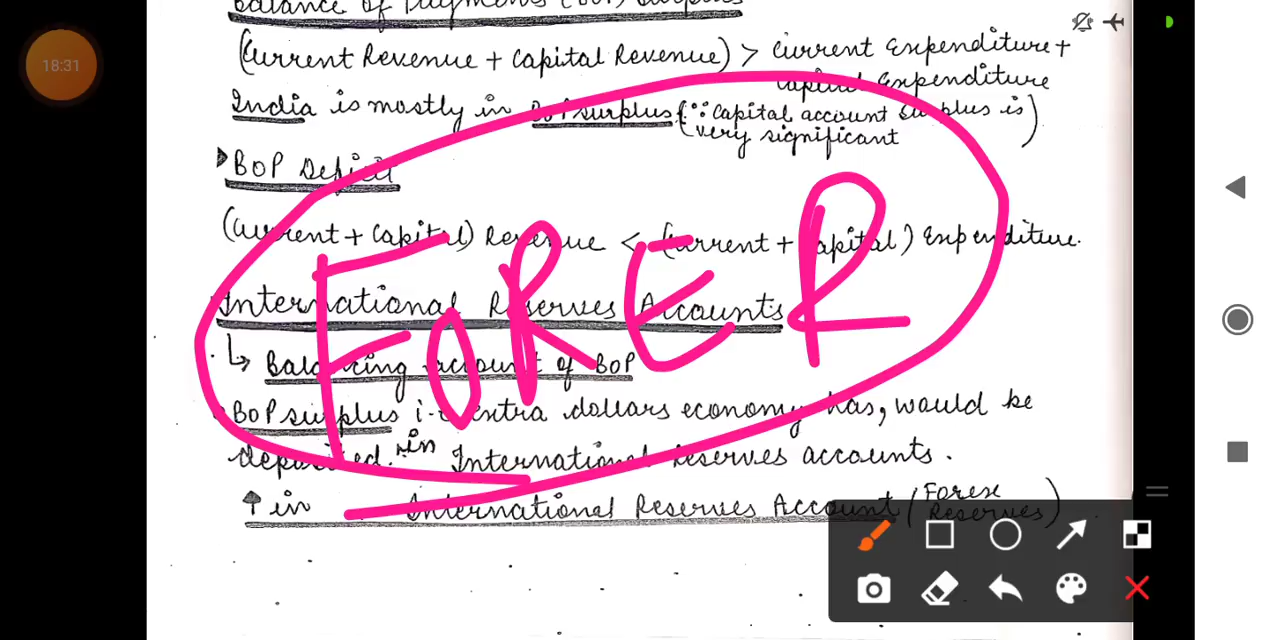 18:31
Balance of Payments (BOP) Surplus
(Current Revenue + Capital Revenue) > Current Expenditure +
Capital Expenditure
India is mostly in BOP surplus (∵ Capital account surplus is
very significant)
BOP Deficit
(Current + Capital) Revenue < (Current + Capital) Expenditure.
International Reserves Accounts
↳ Balancing account of BOP
BOP surplus i.e extra dollars economy has, would be
deposited in International Reserves accounts.
↑ in International Reserves Account (Forex
Reserves)
FORER